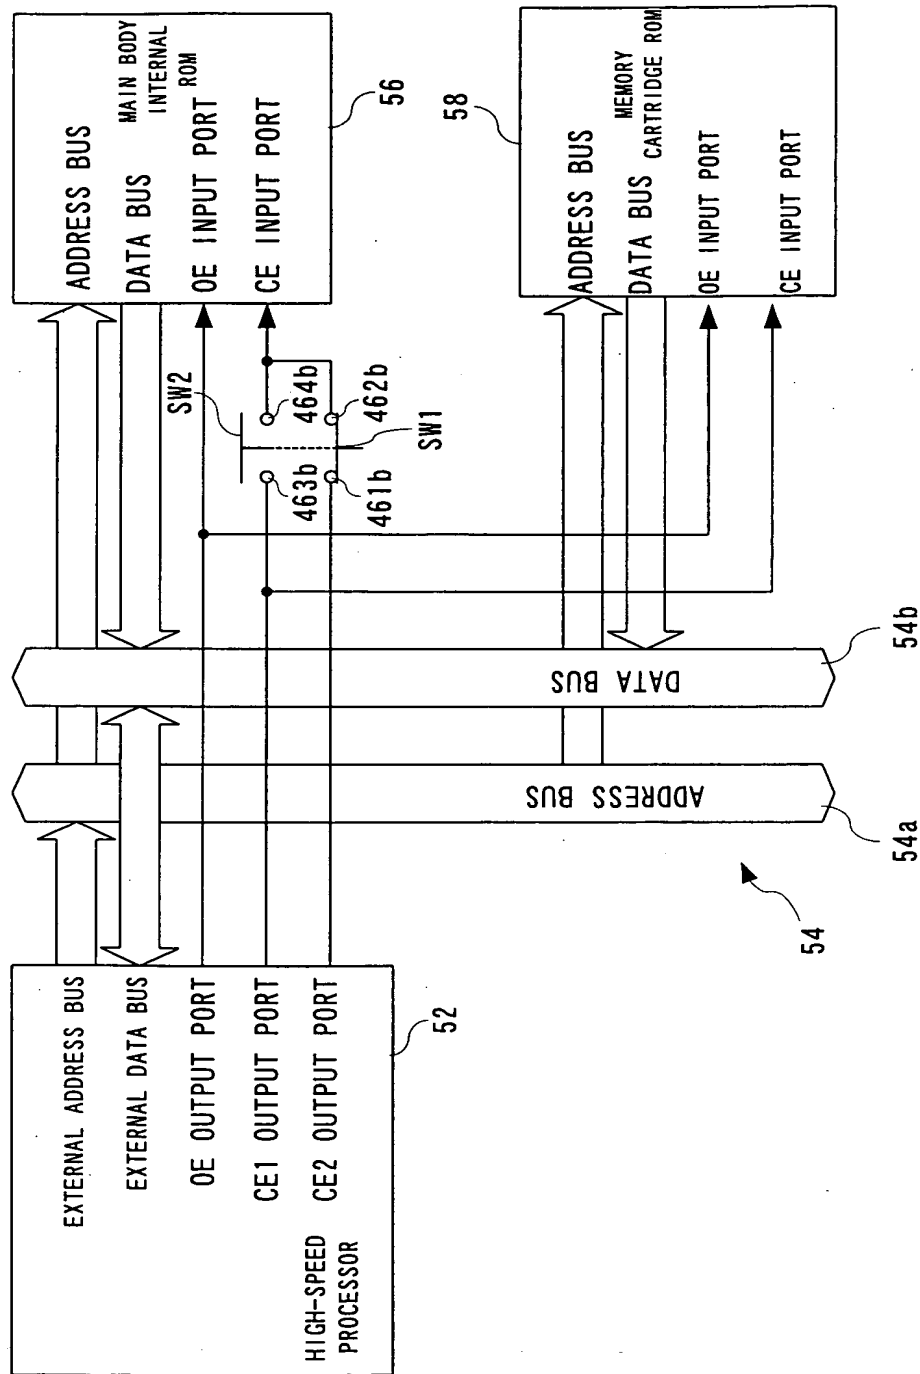 EXTERNAL ADDRESS BUS
EXTERNAL DATA BUS
OE OUTPUT PORT
CE1 OUTPUT PORT
CE2 OUTPUT PORT
HIGH-SPEED
PROCESSOR
52
ADDRESS BUS
54a
DATA BUS
54b
54
SW2
463b
464b
461b
462b
SW1
ADDRESS BUS
DATA BUS
MAIN BODY
INTERNAL
ROM
OE INPUT PORT
CE INPUT PORT
56
58
ADDRESS BUS
DATA BUS
MEMORY
CARTRIDGE ROM
OE INPUT PORT
CE INPUT PORT